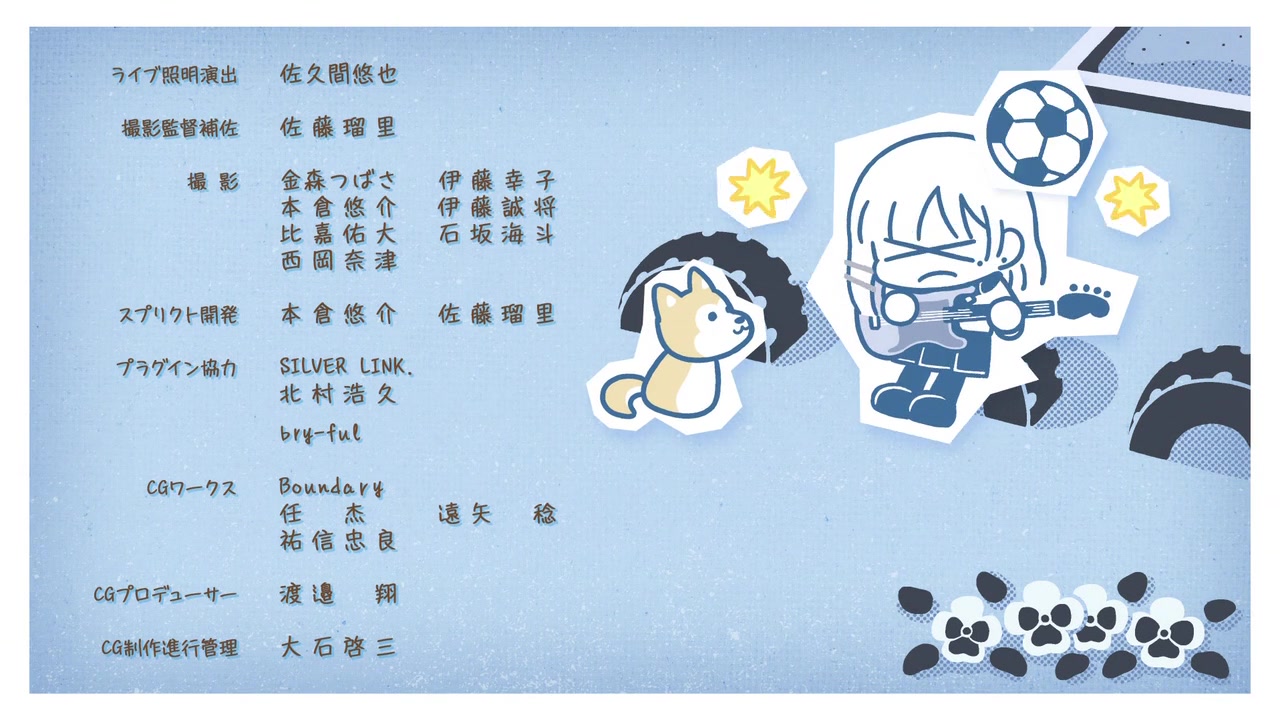 ライブ照明演出 佐久間悠也
撮影監督補佐 佐藤瑠里
撮影 金森つばさ 伊藤幸子
本倉悠介 伊藤誠将
比嘉佑大 石坂海斗
西岡奈津
スプリクト開発 本倉悠介 佐藤瑠里
プラグイン協力 SILVER LINK.
北村浩久
bry-ful
CGワークス Boundary
任 杰 遠矢 稔
祐信忠良
CGプロデューサー 渡邉 翔
CG制作進行管理 大石啓三